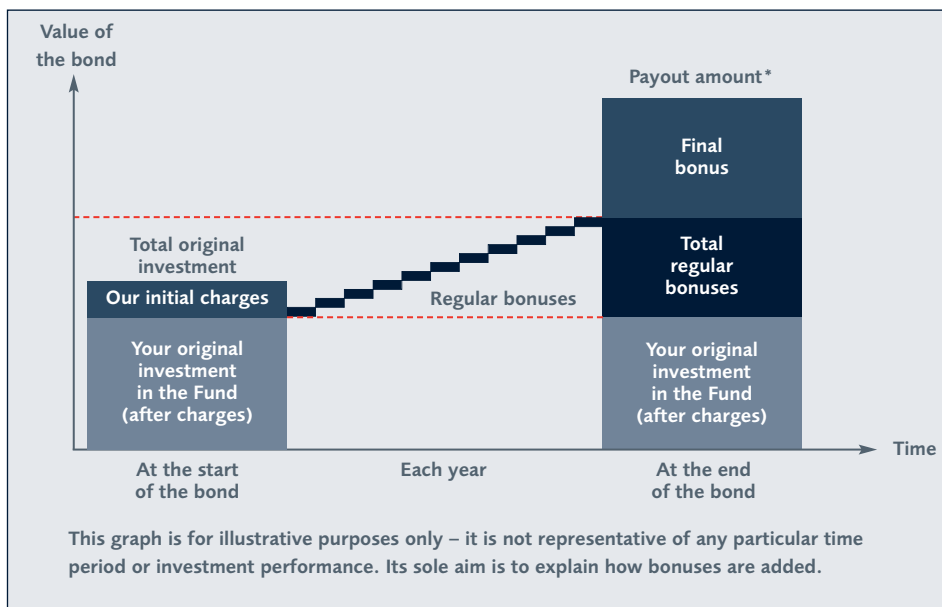 Value of
the bond
Payout amount*
Final
bonus
Total original
investment
Our initial charges
Regular bonuses
Total
regular
bonuses
Your original
investment
in the Fund
(after charges)
Your original
investment
in the Fund
(after charges)
Time
At the start
of the bond
Each year
At the end
of the bond
This graph is for illustrative purposes only – it is not representative of any particular time
period or investment performance. Its sole aim is to explain how bonuses are added.